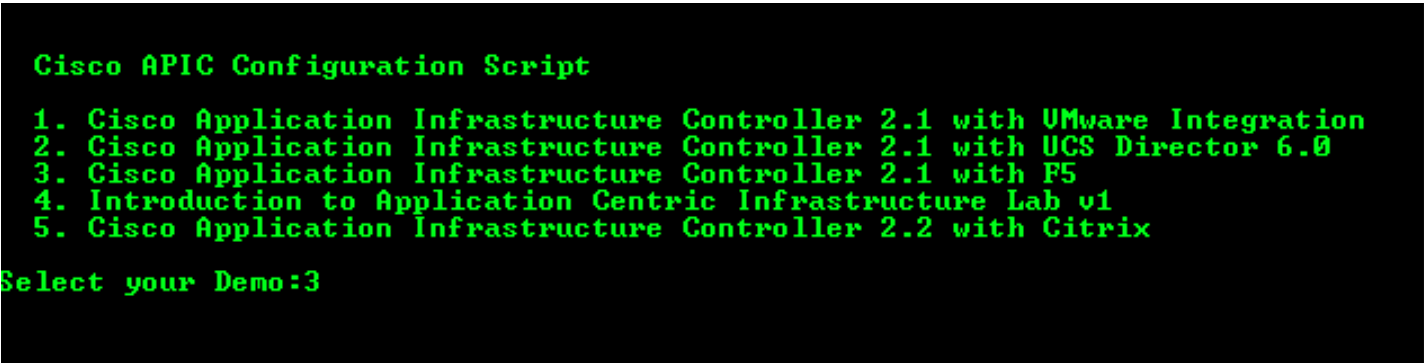 Cisco APIC Configuration Script
1. Cisco Application Infrastructure Controller 2.1 with VMware Integration
2. Cisco Application Infrastructure Controller 2.1 with UCS Director 6.0
3. Cisco Application Infrastructure Controller 2.1 with F5
4. Introduction to Application Centric Infrastructure Lab v1
5. Cisco Application Infrastructure Controller 2.2 with Citrix
Select your Demo:3